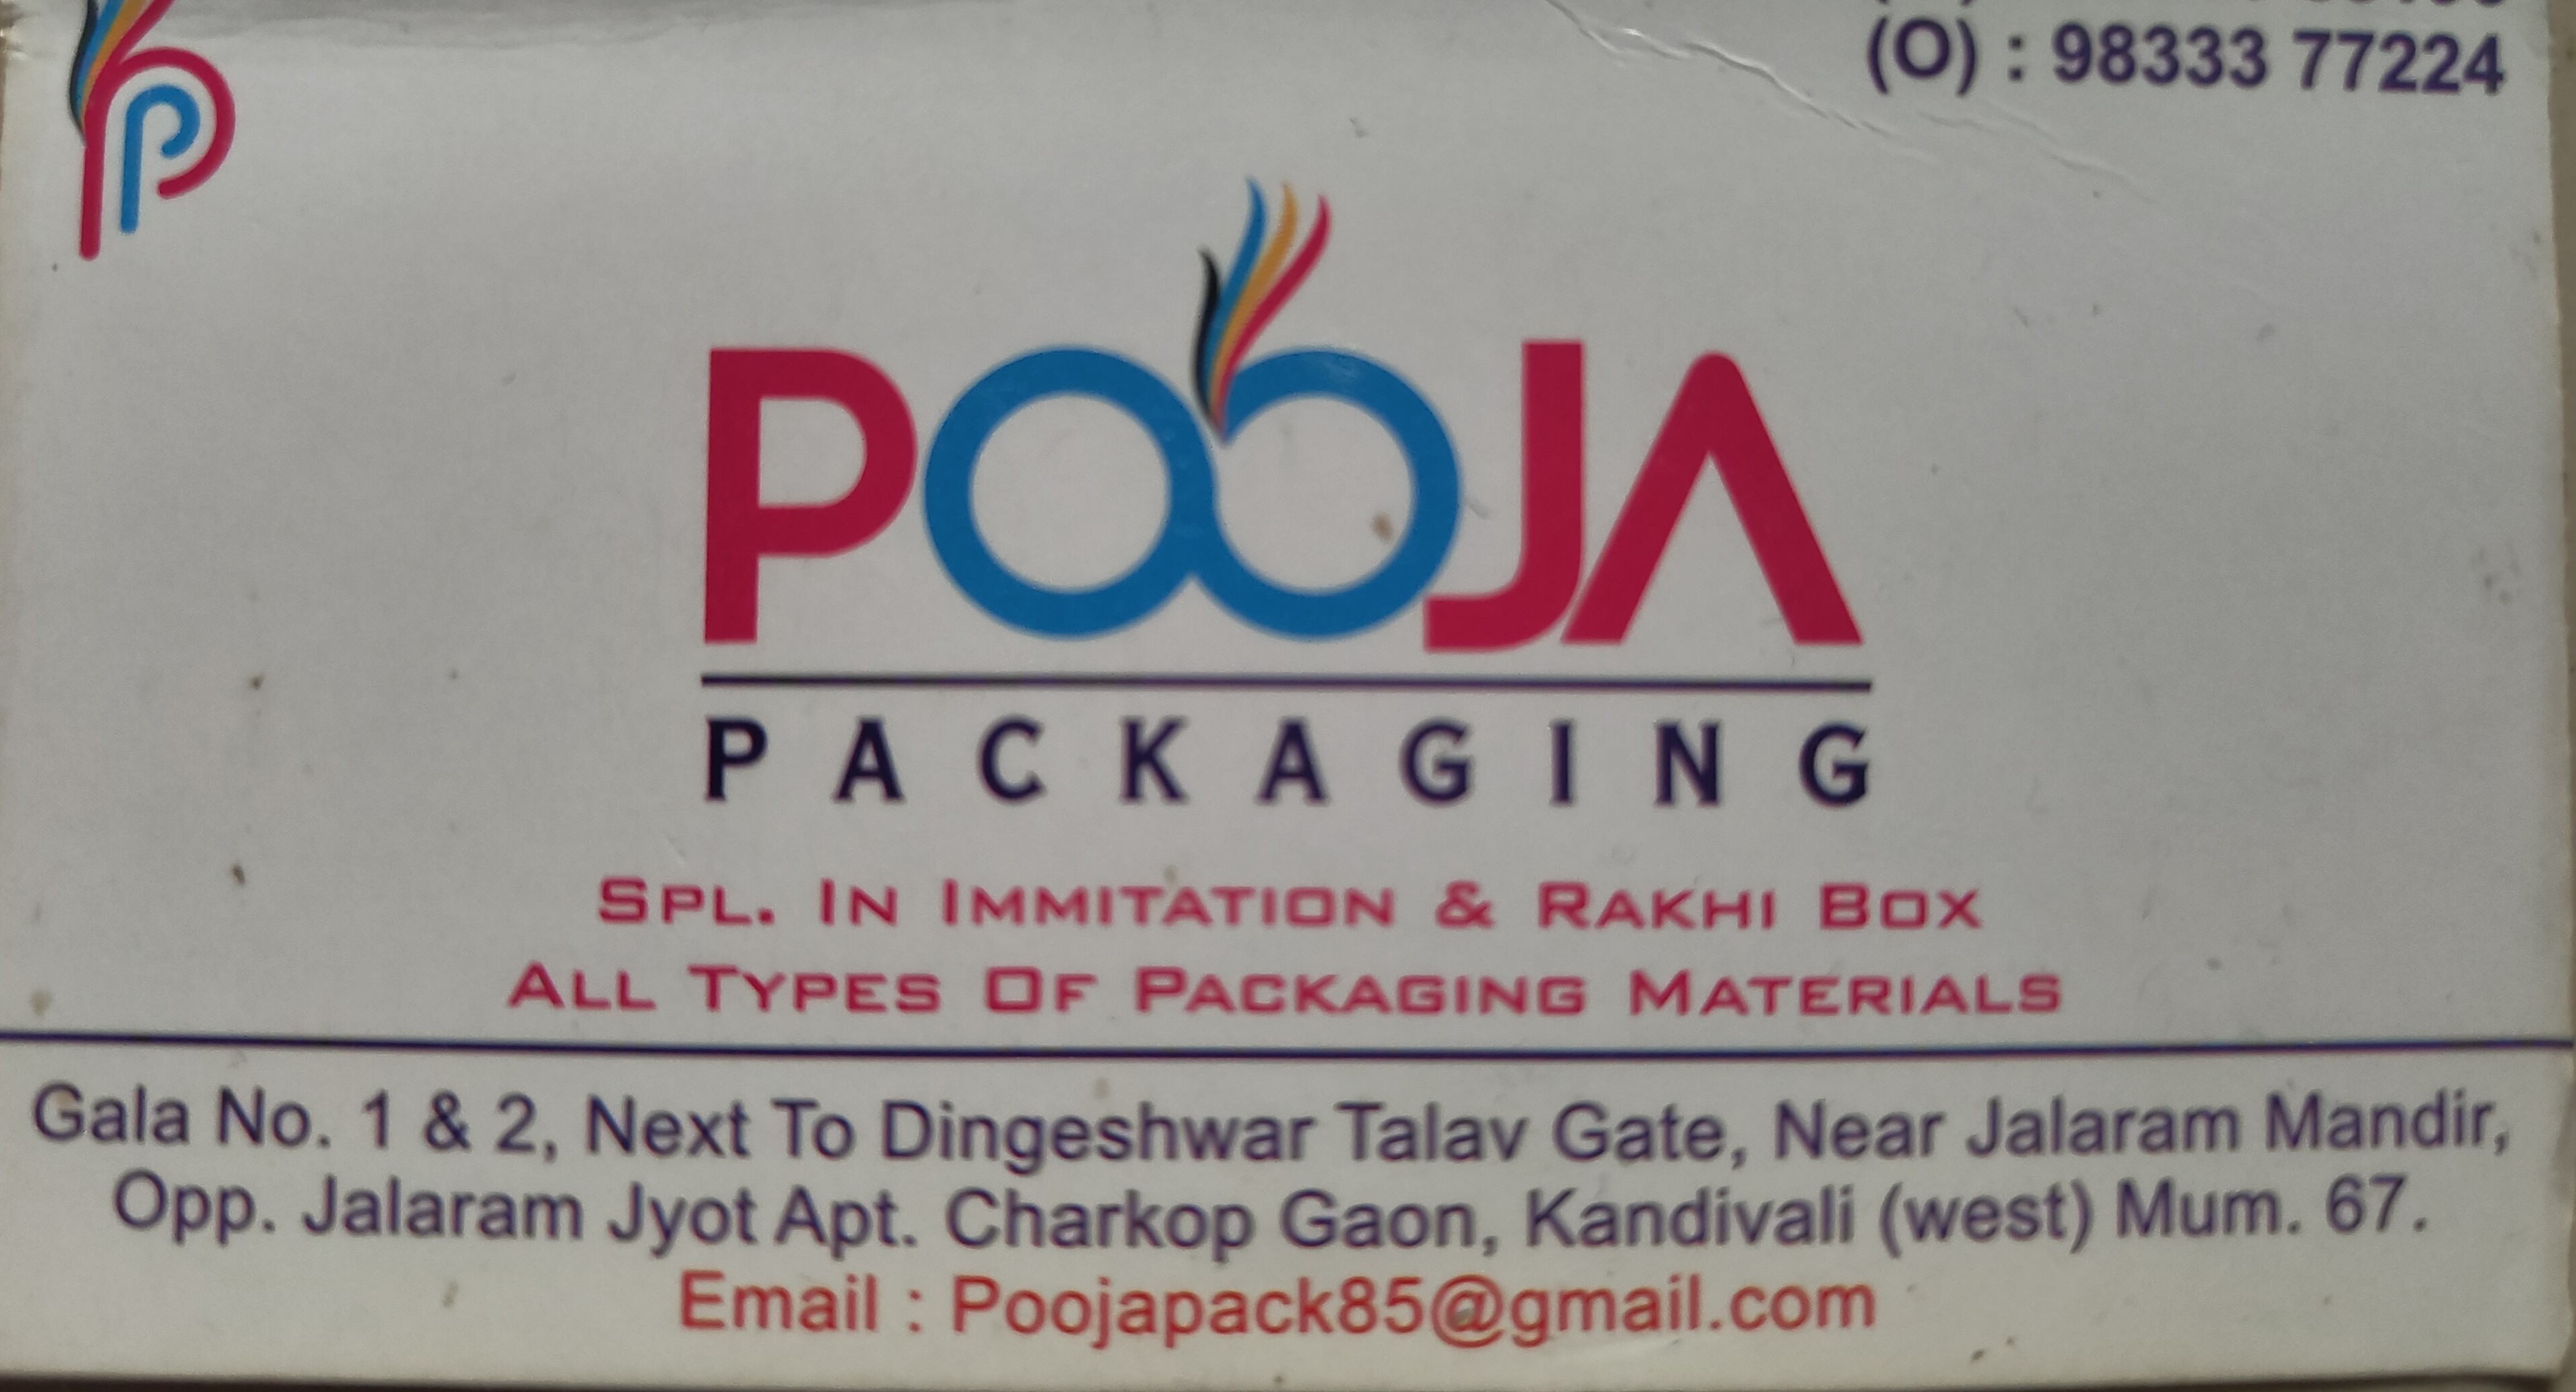 (O) : 98333 77224
POOJA
PACKAGING
SPL. IN IMMITATION & RAKHI BOX
ALL TYPES OF PACKAGING MATERIALS
Gala No. 1 & 2, Next To Dingeshwar Talav Gate, Near Jalaram Mandir,
Opp. Jalaram Jyot Apt. Charkop Gaon, Kandivali (west) Mum. 67.
Email : Poojapack85@gmail.com